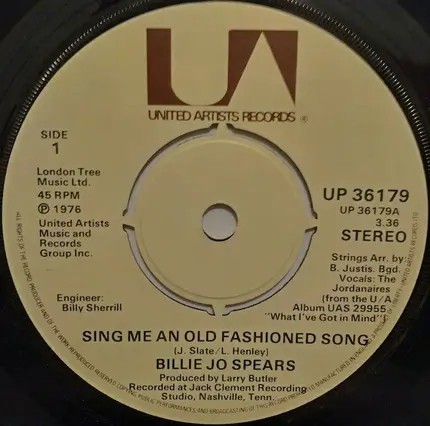 UA
UNITED ARTISTS RECORDS ®
SIDE
1
London Tree
Music Ltd.
45 RPM
Ⓟ 1976
United Artists
Music and
Records
Group Inc.
Engineer:
Billy Sherrill
UP 36179
UP 36179A
3.36
STEREO
Strings Arr. by
B. Justis. Bgd.
Vocals: The
Jordanaires
(from the U/A
Album UAS 29955
"What I've Got in Mind")
SING ME AN OLD FASHIONED SONG
(J. Slate/L. Henley)
BILLIE JO SPEARS
Produced by Larry Butler
Recorded at Jack Clement Recording
Studio, Nashville, Tenn.